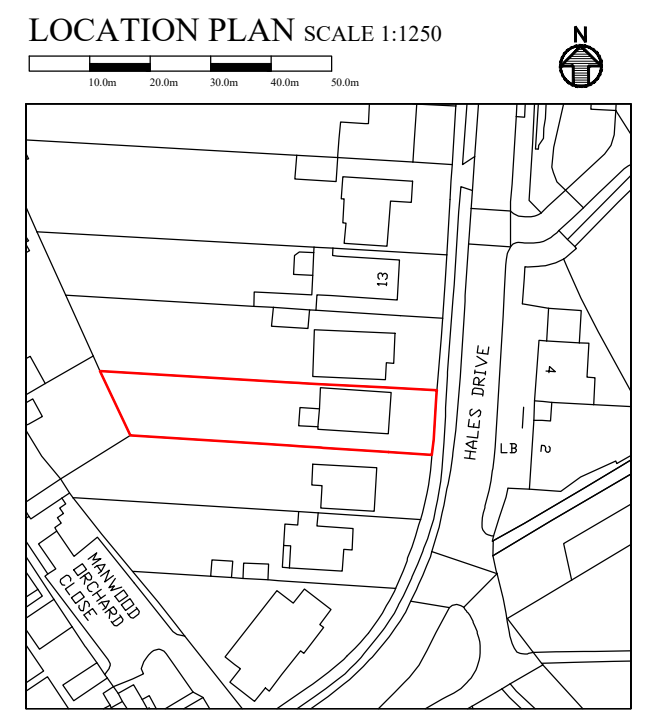 LOCATION PLAN SCALE 1:1250
N
10.0m 20.0m 30.0m 40.0m 50.0m
13
HALES DRIVE
4
LB 2
MANWOOD
ORCHARD
CLOSE